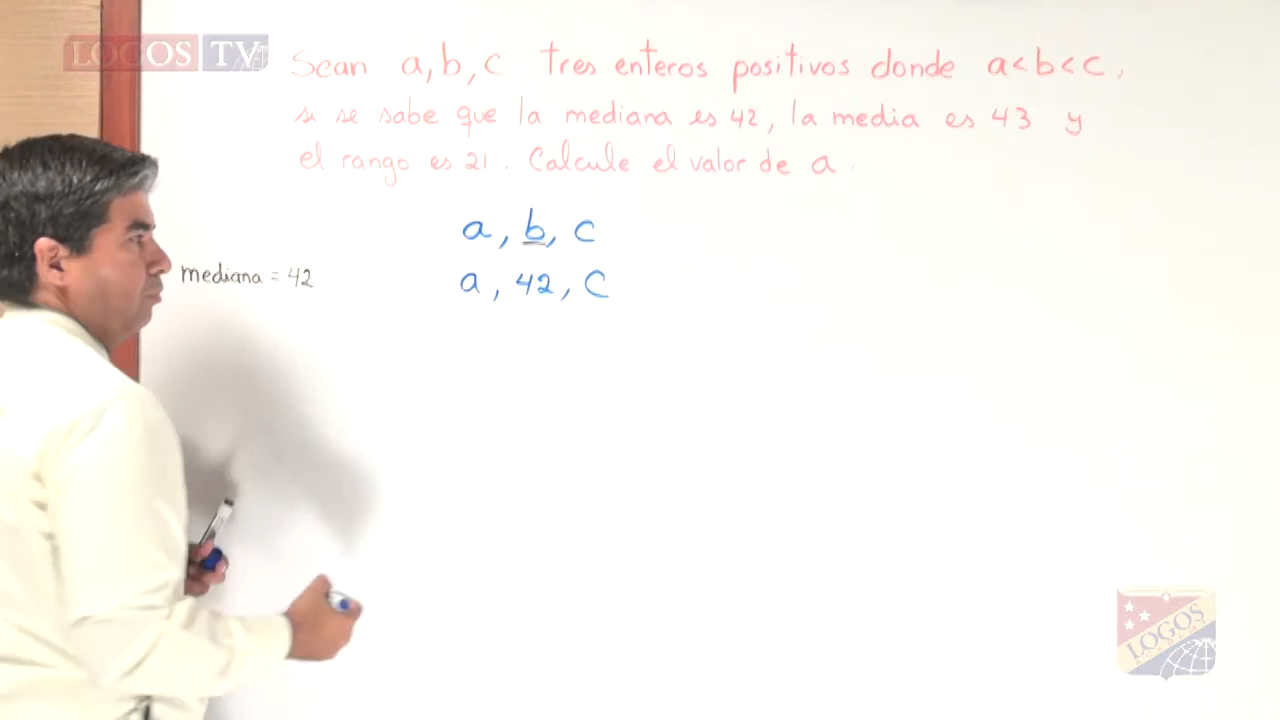 LOGOS TV
Sean a, b, c tres enteros positivos donde a < b < c,
si se sabe que la mediana es 42, la media es 43 y
el rango es 21. Calcule el valor de a.
a, b, c
mediana = 42
a, 42, c
LOGOS